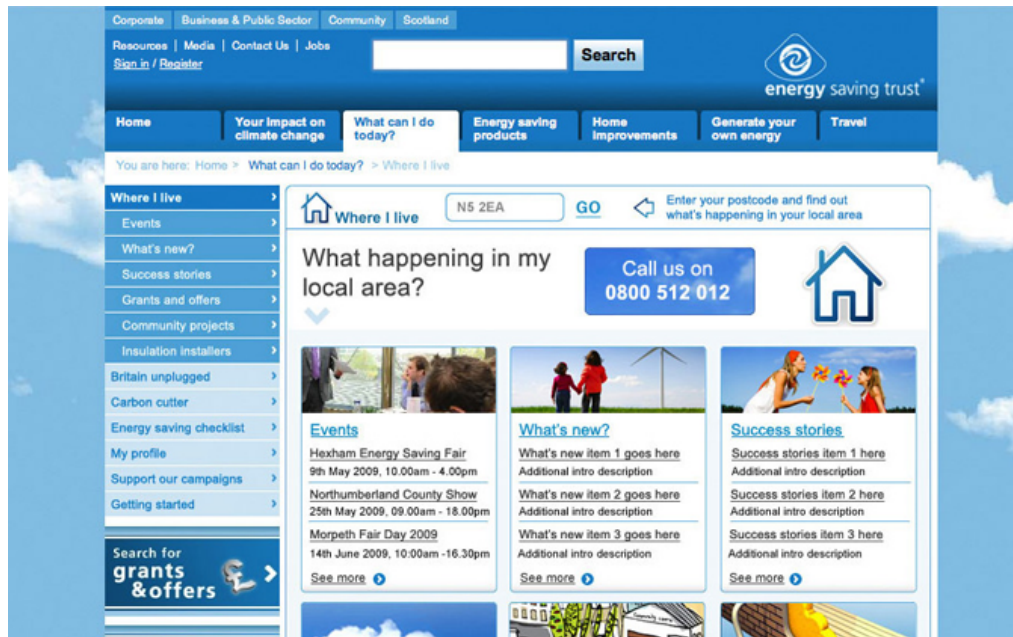 Corporate Business & Public Sector Community Scotland
Resources | Media | Contact Us | Jobs
Sign in / Register
Search
energy saving trust
Home
Your impact on
climate change
What can I do
today?
Energy saving
products
Home
improvements
Generate your
own energy
Travel
You are here: Home > What can I do today? > Where I live
Where I live
Events
What's new?
Success stories
Grants and offers
Community projects
Insulation installers
Britain unplugged
Carbon cutter
Energy saving checklist
My profile
Support our campaigns
Getting started
Search for
grants
&offers
Where I live
N5 2EA
GO
Enter your postcode and find out
what's happening in your local area
What happening in my
local area?
Call us on
0800 512 012
Events
Hexham Energy Saving Fair
9th May 2009, 10.00am - 4.00pm
Northumberland County Show
25th May 2009, 09.00am - 18.00pm
Morpeth Fair Day 2009
14th June 2009, 10:00am -16.30pm
See more
What's new?
What's new item 1 goes here
Additional intro description
What's new item 2 goes here
Additional intro description
What's new item 3 goes here
Additional intro description
See more
Success stories
Success stories item 1 here
Additional intro description
Success stories item 2 here
Additional intro description
Success stories item 3 here
Additional intro description
See more